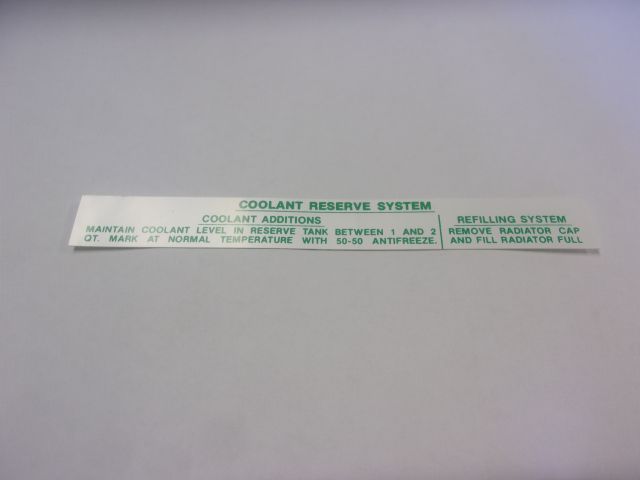 COOLANT RESERVE SYSTEM
COOLANT ADDITIONS
MAINTAIN COOLANT LEVEL IN RESERVE TANK BETWEEN 1 AND 2
QT. MARK AT NORMAL TEMPERATURE WITH 50-50 ANTIFREEZE.
REFILLING SYSTEM
REMOVE RADIATOR CAP
AND FILL RADIATOR FULL